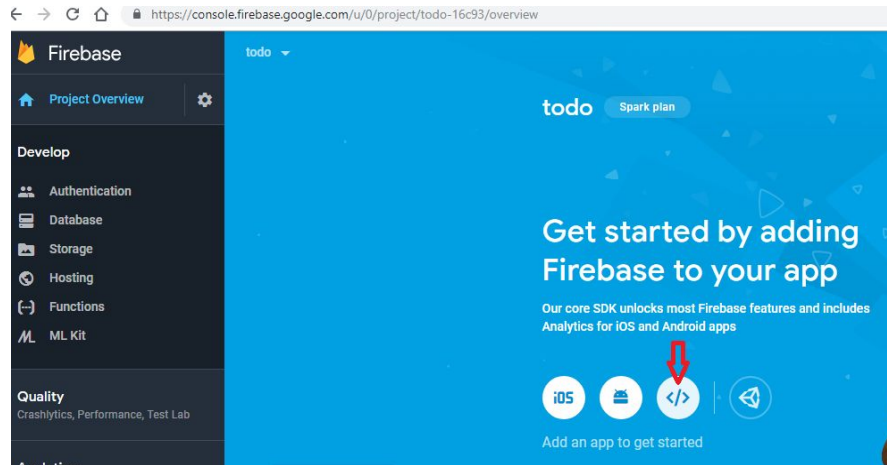 https://console.firebase.google.com/u/0/project/todo-16c93/overview
Firebase
todo
Project Overview
todo Spark plan
Develop
Authentication
Database
Storage
Hosting
Functions
ML Kit
Get started by adding
Firebase to your app
Our core SDK unlocks most Firebase features and includes
Analytics for iOS and Android apps
iOS
</>
Add an app to get started
Quality
Crashlytics, Performance, Test Lab